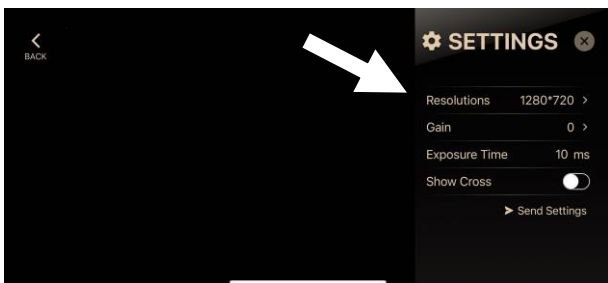 BACK
SETTINGS
Resolutions 1280*720 >
Gain 0 >
Exposure Time 10 ms
Show Cross
Send Settings